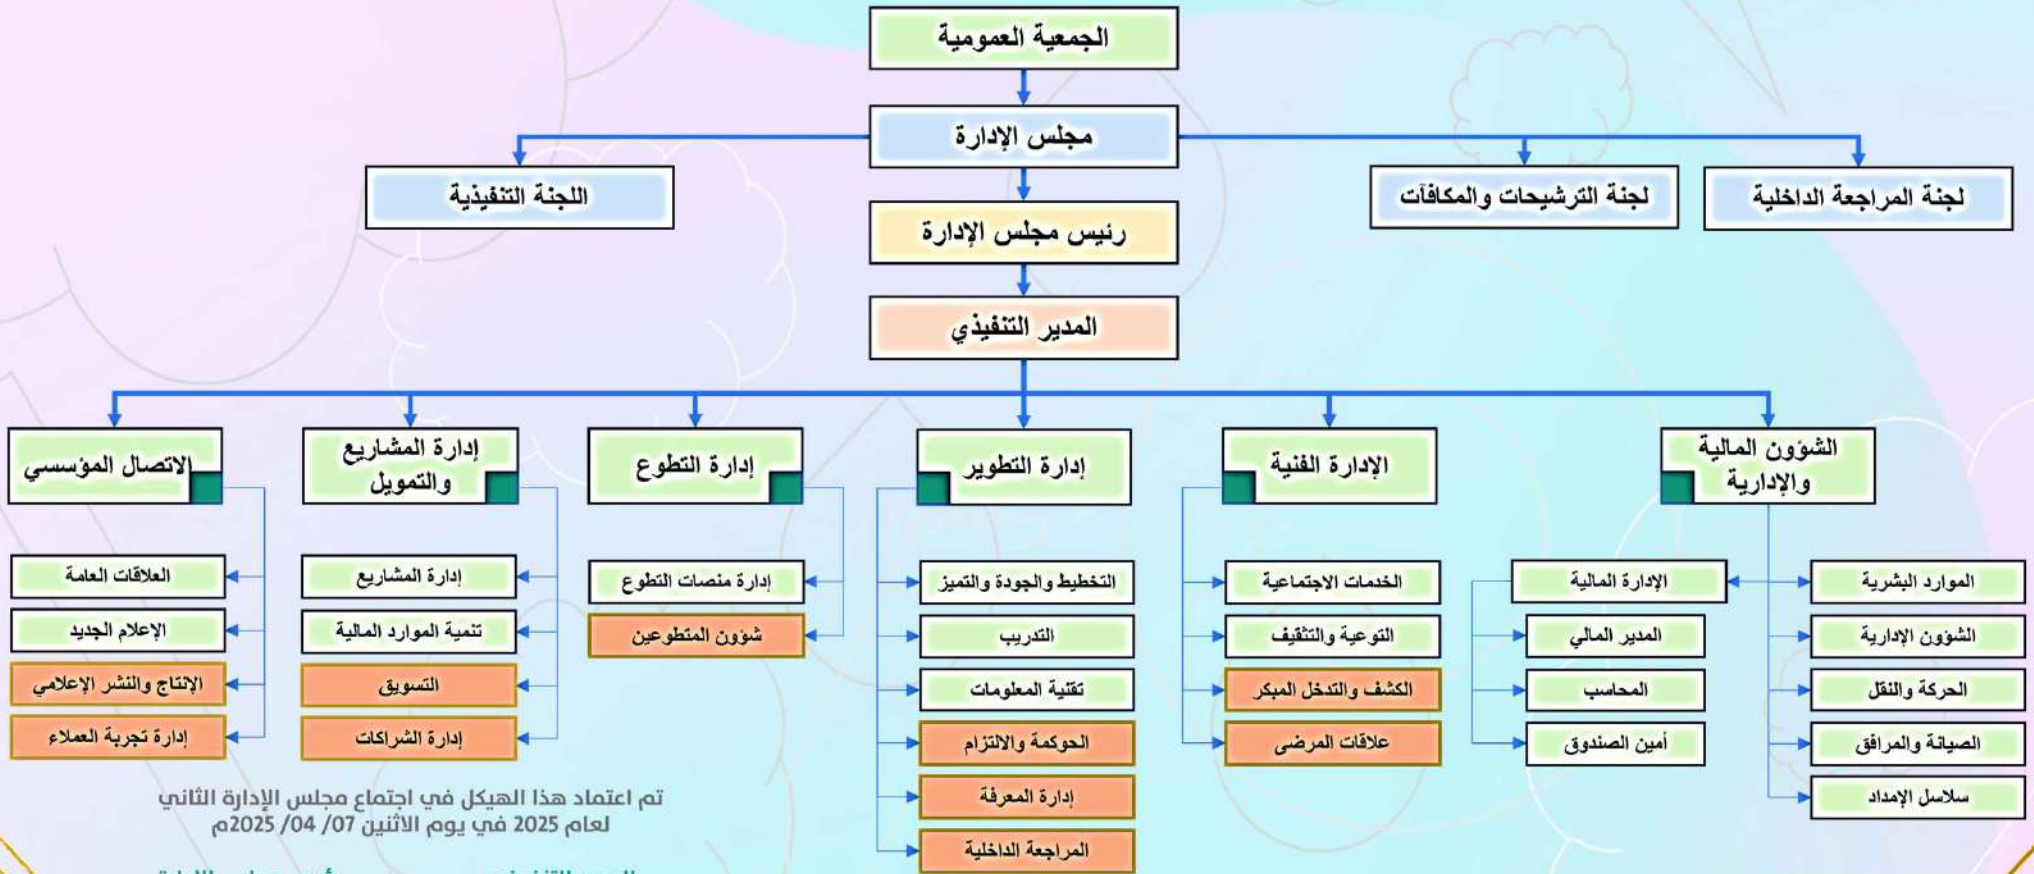 الجمعية العمومية
مجلس الإدارة
لجنة المراجعة الداخلية
لجنة الترشيحات والمكافآت
اللجنة التنفيذية
رئيس مجلس الإدارة
المدير التنفيذي
الشؤون المالية
والإدارية
الموارد البشرية
الشؤون الإدارية
الحركة والنقل
الصيانة والمرافق
سلاسل الإمداد
الإدارة المالية
المدير المالي
المحاسب
أمين الصندوق
الإدارة الفنية
الخدمات الاجتماعية
التوعية والتثقيف
الكشف والتدخل المبكر
علاقات المرضى
إدارة التطوير
التخطيط والجودة والتميز
التدريب
تقنية المعلومات
الحوكمة والالتزام
إدارة المعرفة
المراجعة الداخلية
إدارة التطوع
إدارة منصات التطوع
شؤون المتطوعين
إدارة المشاريع
والتمويل
إدارة المشاريع
تنمية الموارد المالية
التسويق
إدارة الشراكات
الاتصال المؤسسي
العلاقات العامة
الإعلام الجديد
الإنتاج والنشر الإعلامي
إدارة تجربة العملاء
تم اعتماد هذا الهيكل في اجتماع مجلس الإدارة الثاني
لعام 2025 في يوم الاثنين 07/ 04/ 2025م